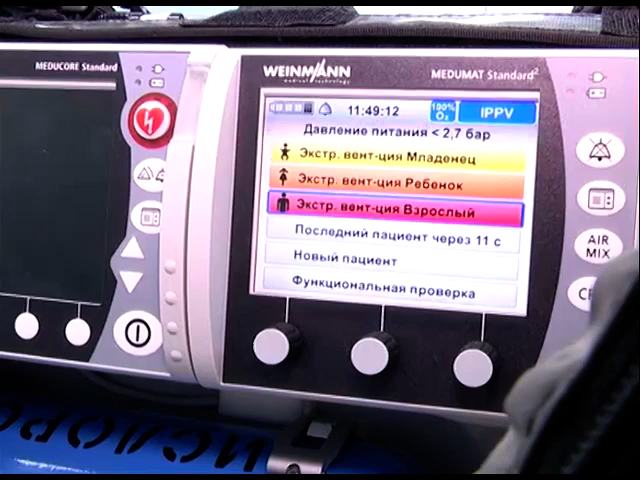 MEDUCORE Standard
WEINMANN
medical technology
MEDUMAT Standard²
11:49:12
100%
O₂
IPPV
Давление питания < 2,7 бар
Экстр. вент-ция Младенец
Экстр. вент-ция Ребенок
Экстр. вент-ция Взрослый
Последний пациент через 11 с
Новый пациент
Функциональная проверка
AIR
MIX
КИСЛОРО